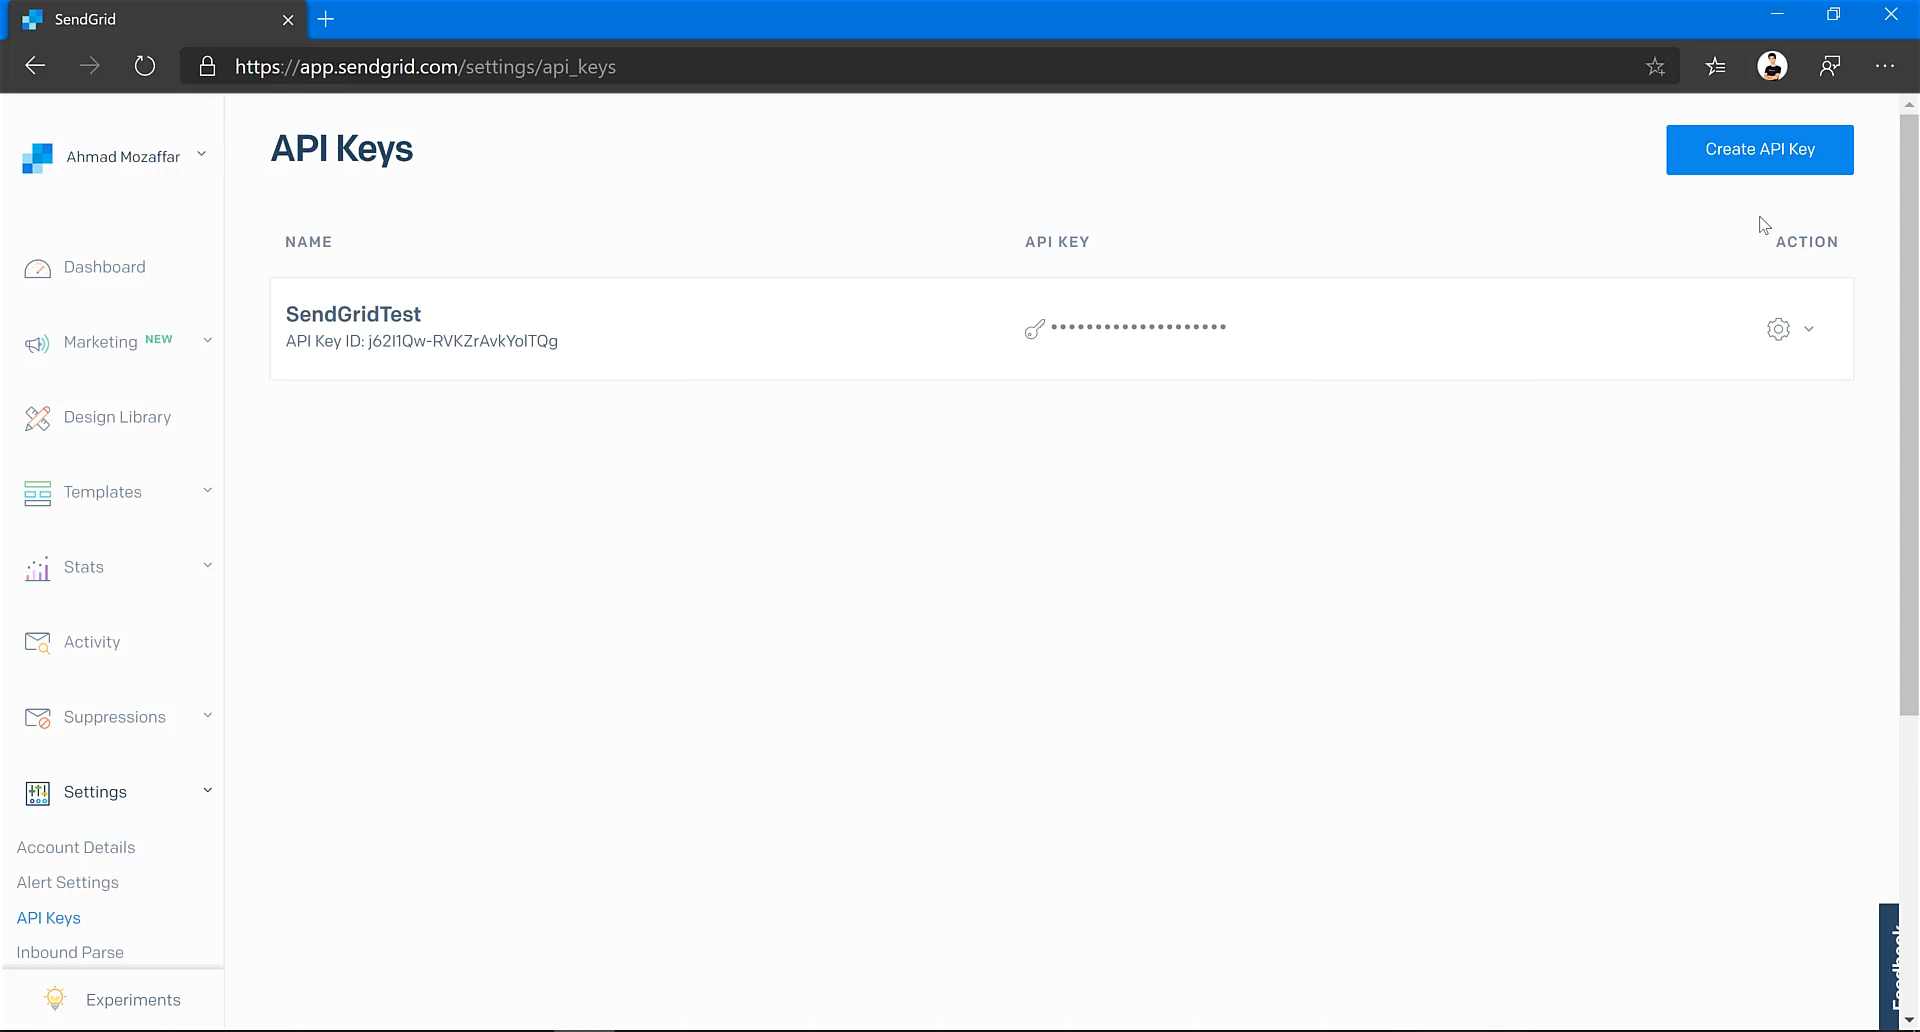 SendGrid
https://app.sendgrid.com/settings/api_keys
Ahmad Mozaffar
API Keys
Create API Key
NAME
API KEY
ACTION
SendGridTest
API Key ID: j62I1Qw-RVKZrAvkYolTQg
••••••••••••••••••••
Dashboard
Marketing NEW
Design Library
Templates
Stats
Activity
Suppressions
Settings
Account Details
Alert Settings
API Keys
Inbound Parse
Experiments
Feedback